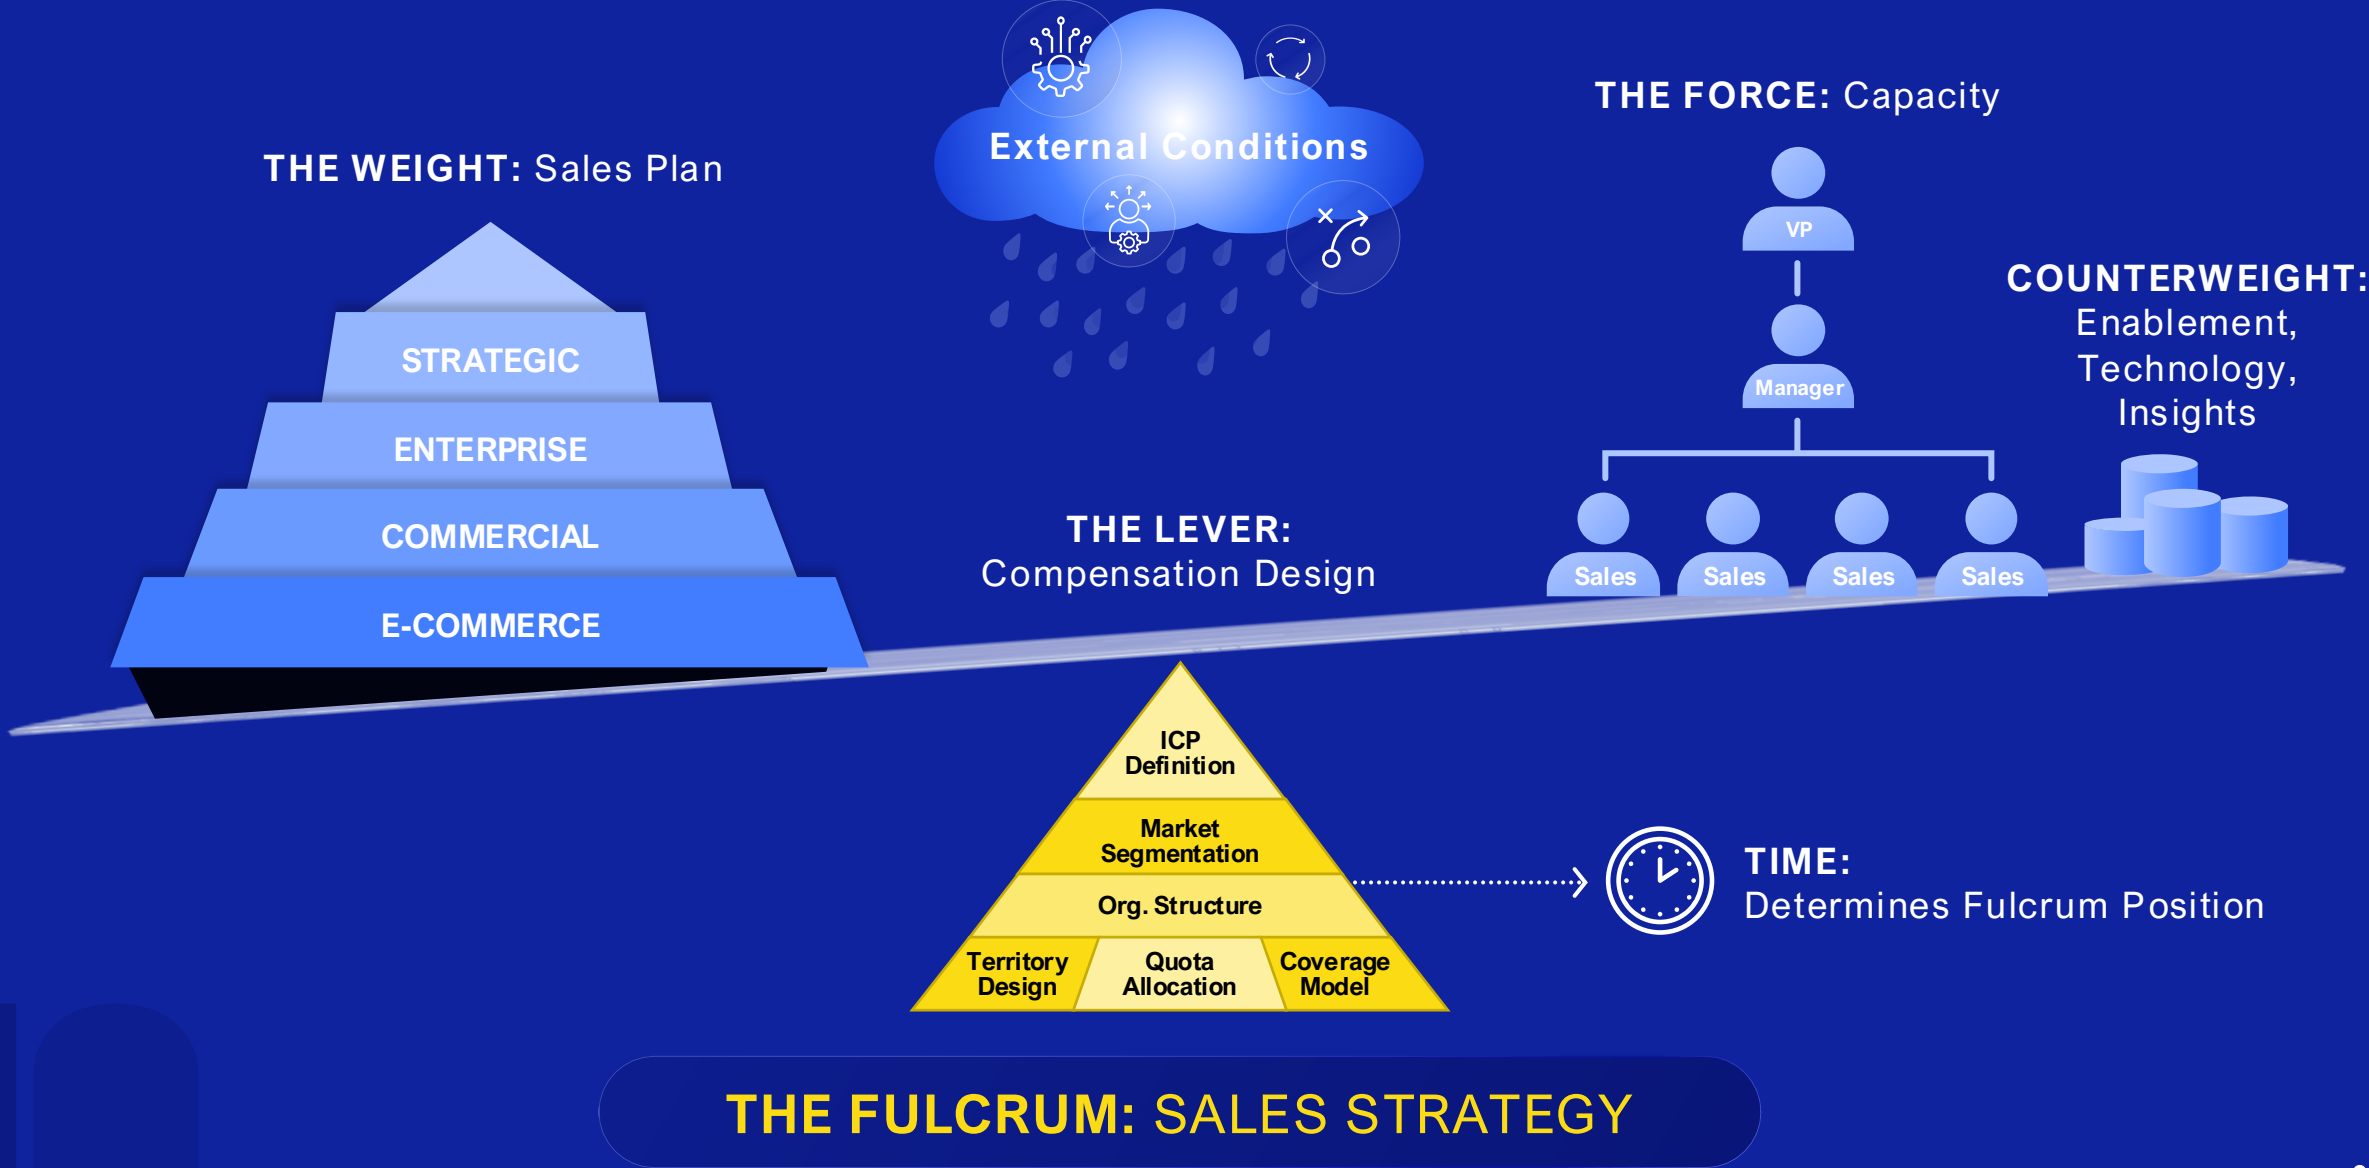 External Conditions
THE FORCE: Capacity
THE WEIGHT: Sales Plan
VP
COUNTERWEIGHT:
Enablement,
Technology,
Insights
STRATEGIC
Manager
ENTERPRISE
COMMERCIAL
THE LEVER:
Compensation Design
Sales
Sales
Sales
Sales
E-COMMERCE
ICP
Definition
Market
Segmentation
Org. Structure
Territory
Design
Quota
Allocation
Coverage
Model
TIME:
Determines Fulcrum Position
THE FULCRUM: SALES STRATEGY